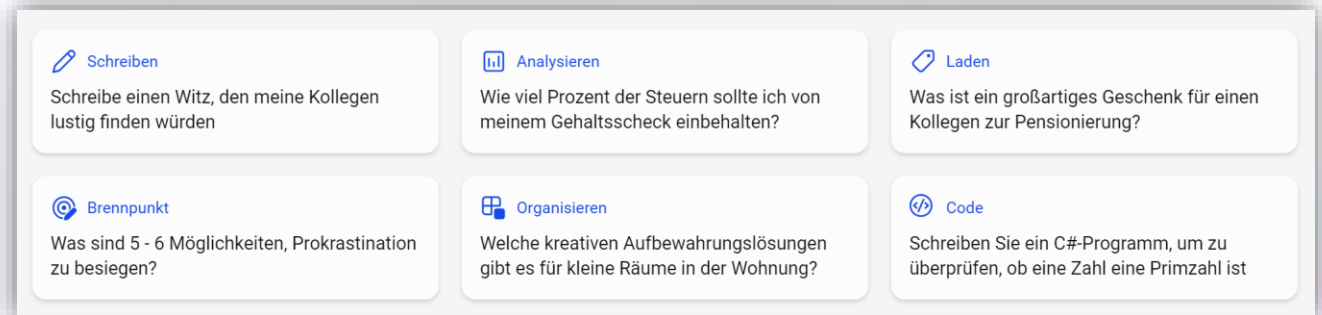 Schreiben
Schreibe einen Witz, den meine Kollegen
lustig finden würden
Analysieren
Wie viel Prozent der Steuern sollte ich von
meinem Gehaltsscheck einbehalten?
Laden
Was ist ein großartiges Geschenk für einen
Kollegen zur Pensionierung?
Brennpunkt
Was sind 5 - 6 Möglichkeiten, Prokrastination
zu besiegen?
Organisieren
Welche kreativen Aufbewahrungslösungen
gibt es für kleine Räume in der Wohnung?
Code
Schreiben Sie ein C#-Programm, um zu
überprüfen, ob eine Zahl eine Primzahl ist